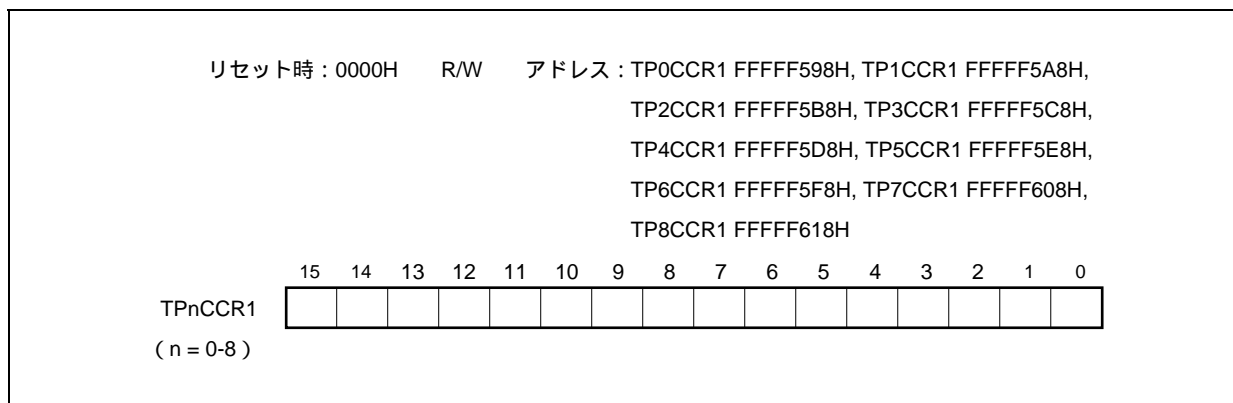 リセット時：0000H R/W アドレス：TP0CCR1 FFFFF598H, TP1CCR1 FFFFF5A8H,
TP2CCR1 FFFFF5B8H, TP3CCR1 FFFFF5C8H,
TP4CCR1 FFFFF5D8H, TP5CCR1 FFFFF5E8H,
TP6CCR1 FFFFF5F8H, TP7CCR1 FFFFF608H,
TP8CCR1 FFFFF618H
15 14 13 12 11 10 9 8 7 6 5 4 3 2 1 0
TPnCCR1
（n = 0-8）